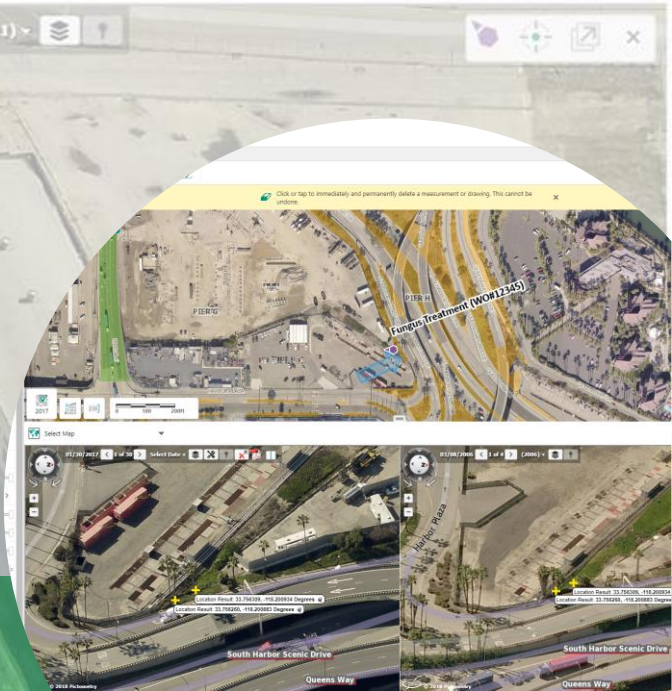 Click or tap to immediately and permanently delete a measurement or drawing. This cannot be
undone.
PIER G
PIER H
Fungus Treatment (WO#12345)
2017
0 100 200ft
Select Map
03/30/2017 1 of 30 Select Date
03/08/2006 1 of 4 (2006)
Harbor Plaza
Location Result: 33.756309, -118.200934 Degrees
Location Result: 33.756260, -118.200883 Degrees
Location Result: 33.756309, -118.200934
Location Result: 33.756260, -118.200883 Degrees
South Harbor Scenic Drive
South Harbor Scenic Drive
Queens Way
Queens Way
© 2018 Pictometry
© 2018 Pictometry